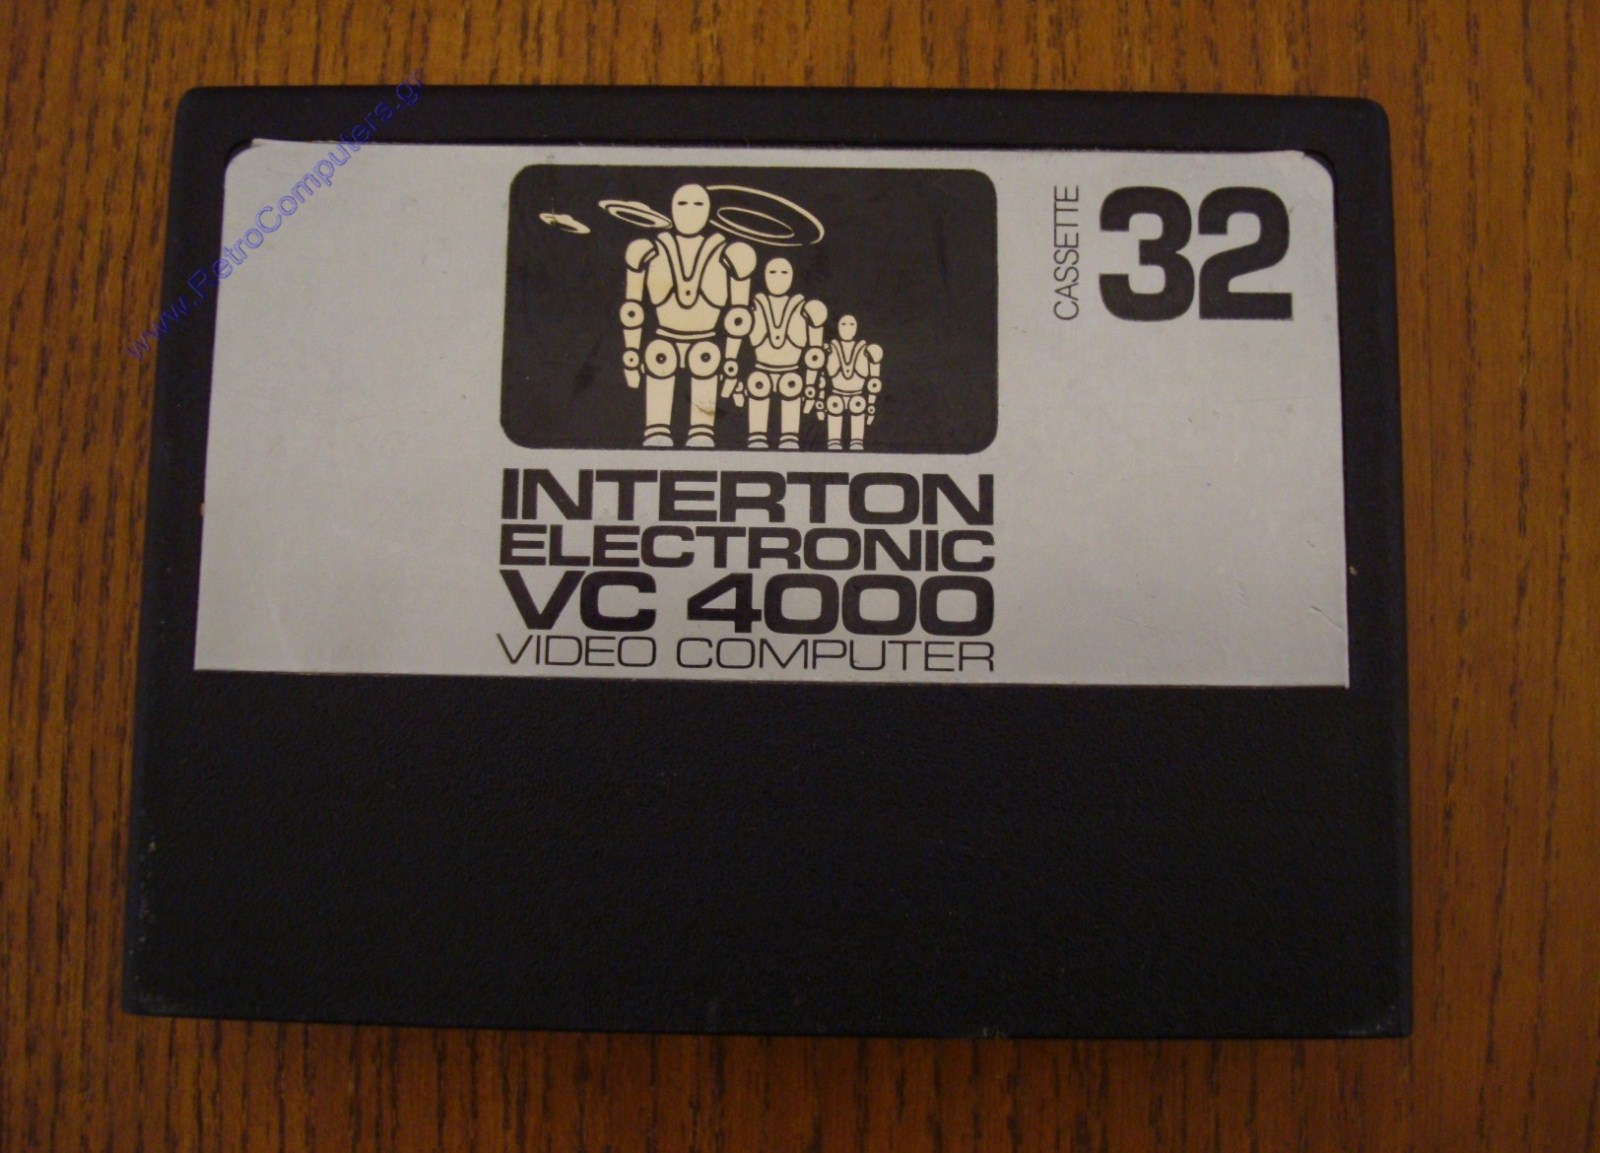 www.RetroComputers.gr
CASSETTE
32
INTERTON
ELECTRONIC
VC 4000
VIDEO COMPUTER